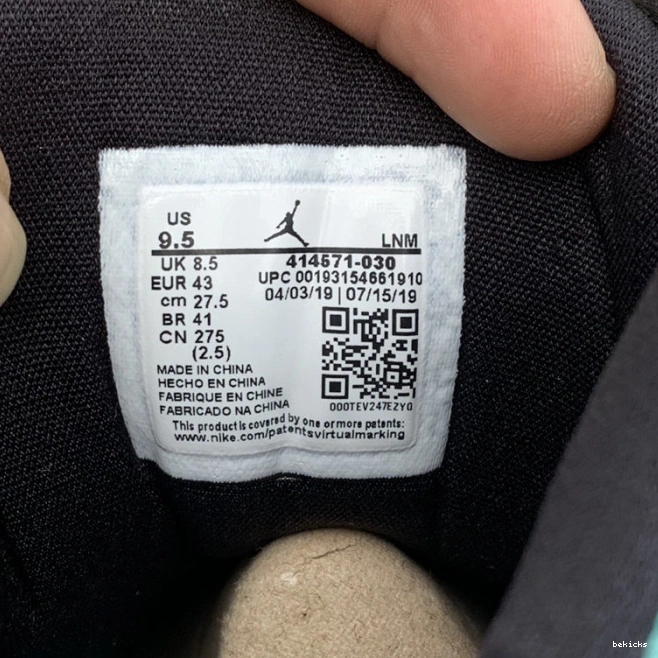 US
9.5
LNM
UK 8.5
414571-030
EUR 43
UPC 00193154661910
cm 27.5
04/03/19 | 07/15/19
BR 41
CN 275
(2.5)
MADE IN CHINA
HECHO EN CHINA
FABRIQUE EN CHINE
FABRICADO NA CHINA
000TEV247EZYG
This product is covered by one or more patents:
www.nike.com/patentsvirtualmarking
bekicks